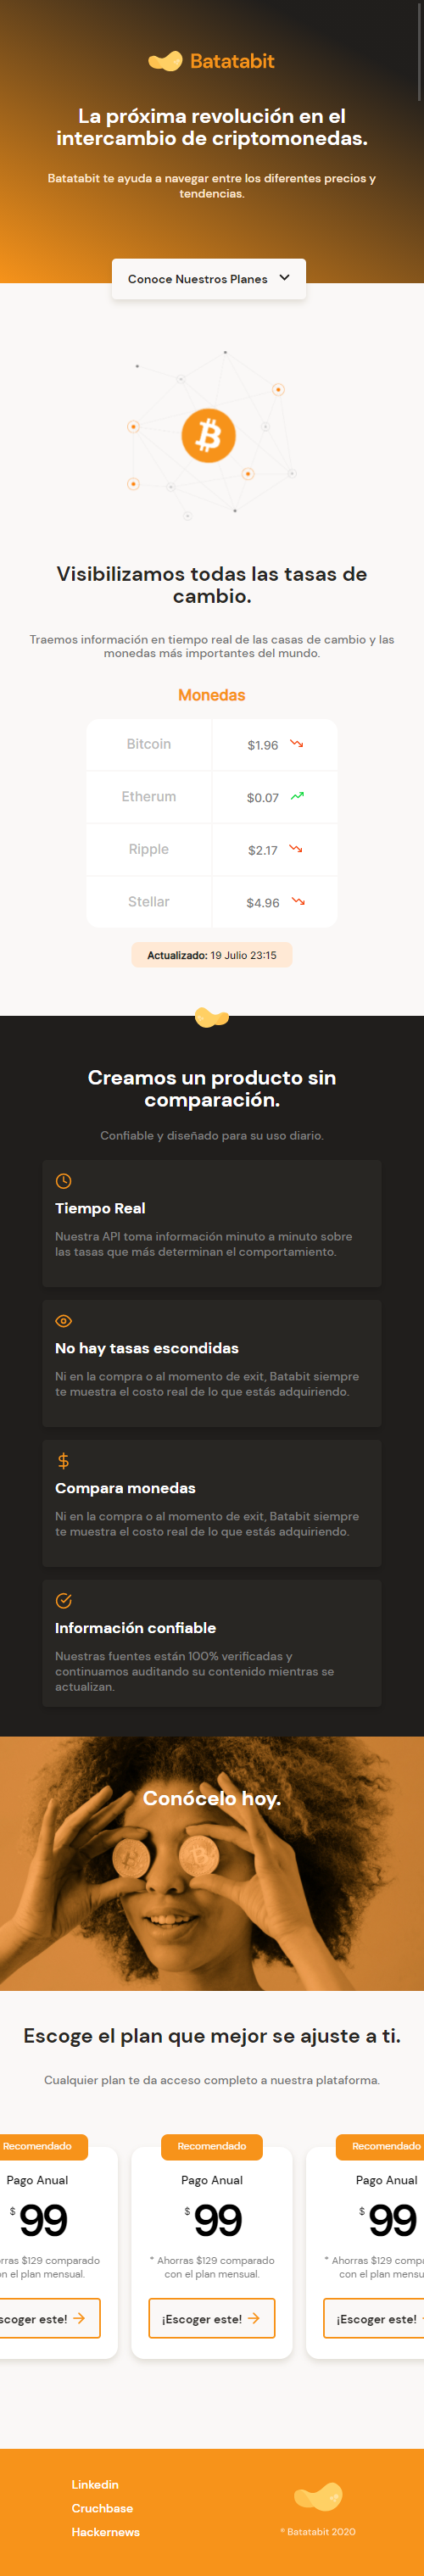 Batatabit
La próxima revolución en el
intercambio de criptomonedas.
Batatabit te ayuda a navegar entre los diferentes precios y
tendencias.
Conoce Nuestros Planes
Visibilizamos todas las tasas de
cambio.
Traemos información en tiempo real de las casas de cambio y las
monedas más importantes del mundo.
Monedas
Bitcoin $1.96
Etherum $0.07
Ripple $2.17
Stellar $4.96
Actualizado: 19 Julio 23:15
Creamos un producto sin
comparación.
Confiable y diseñado para su uso diario.
Tiempo Real
Nuestra API toma información minuto a minuto sobre
las tasas que más determinan el comportamiento.
No hay tasas escondidas
Ni en la compra o al momento de exit, Batabit siempre
te muestra el costo real de lo que estás adquiriendo.
Compara monedas
Ni en la compra o al momento de exit, Batabit siempre
te muestra el costo real de lo que estás adquiriendo.
Información confiable
Nuestras fuentes están 100% verificadas y
continuamos auditando su contenido mientras se
actualizan.
Conócelo hoy.
Escoge el plan que mejor se ajuste a ti.
Cualquier plan te da acceso completo a nuestra plataforma.
Recomendado Recomendado Recomendado
Pago Anual Pago Anual Pago Anual
$ 99 $ 99 $ 99
rras $129 comparado * Ahorras $129 comparado * Ahorras $129 compa
n el plan mensual. con el plan mensual. con el plan mensu
scoger este! ¡Escoger este! ¡Escoger este!
Linkedin
Cruchbase
Hackernews
® Batatabit 2020